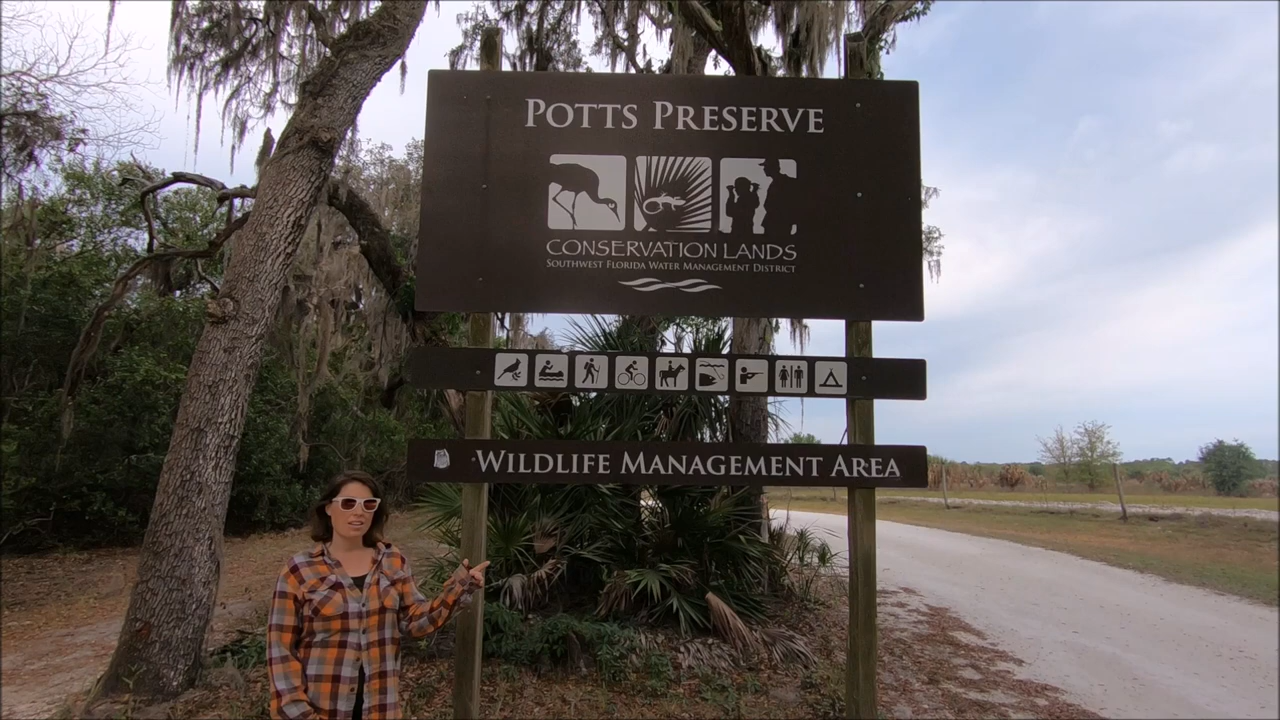 POTTS PRESERVE
CONSERVATION LANDS
SOUTHWEST FLORIDA WATER MANAGEMENT DISTRICT
WILDLIFE MANAGEMENT AREA